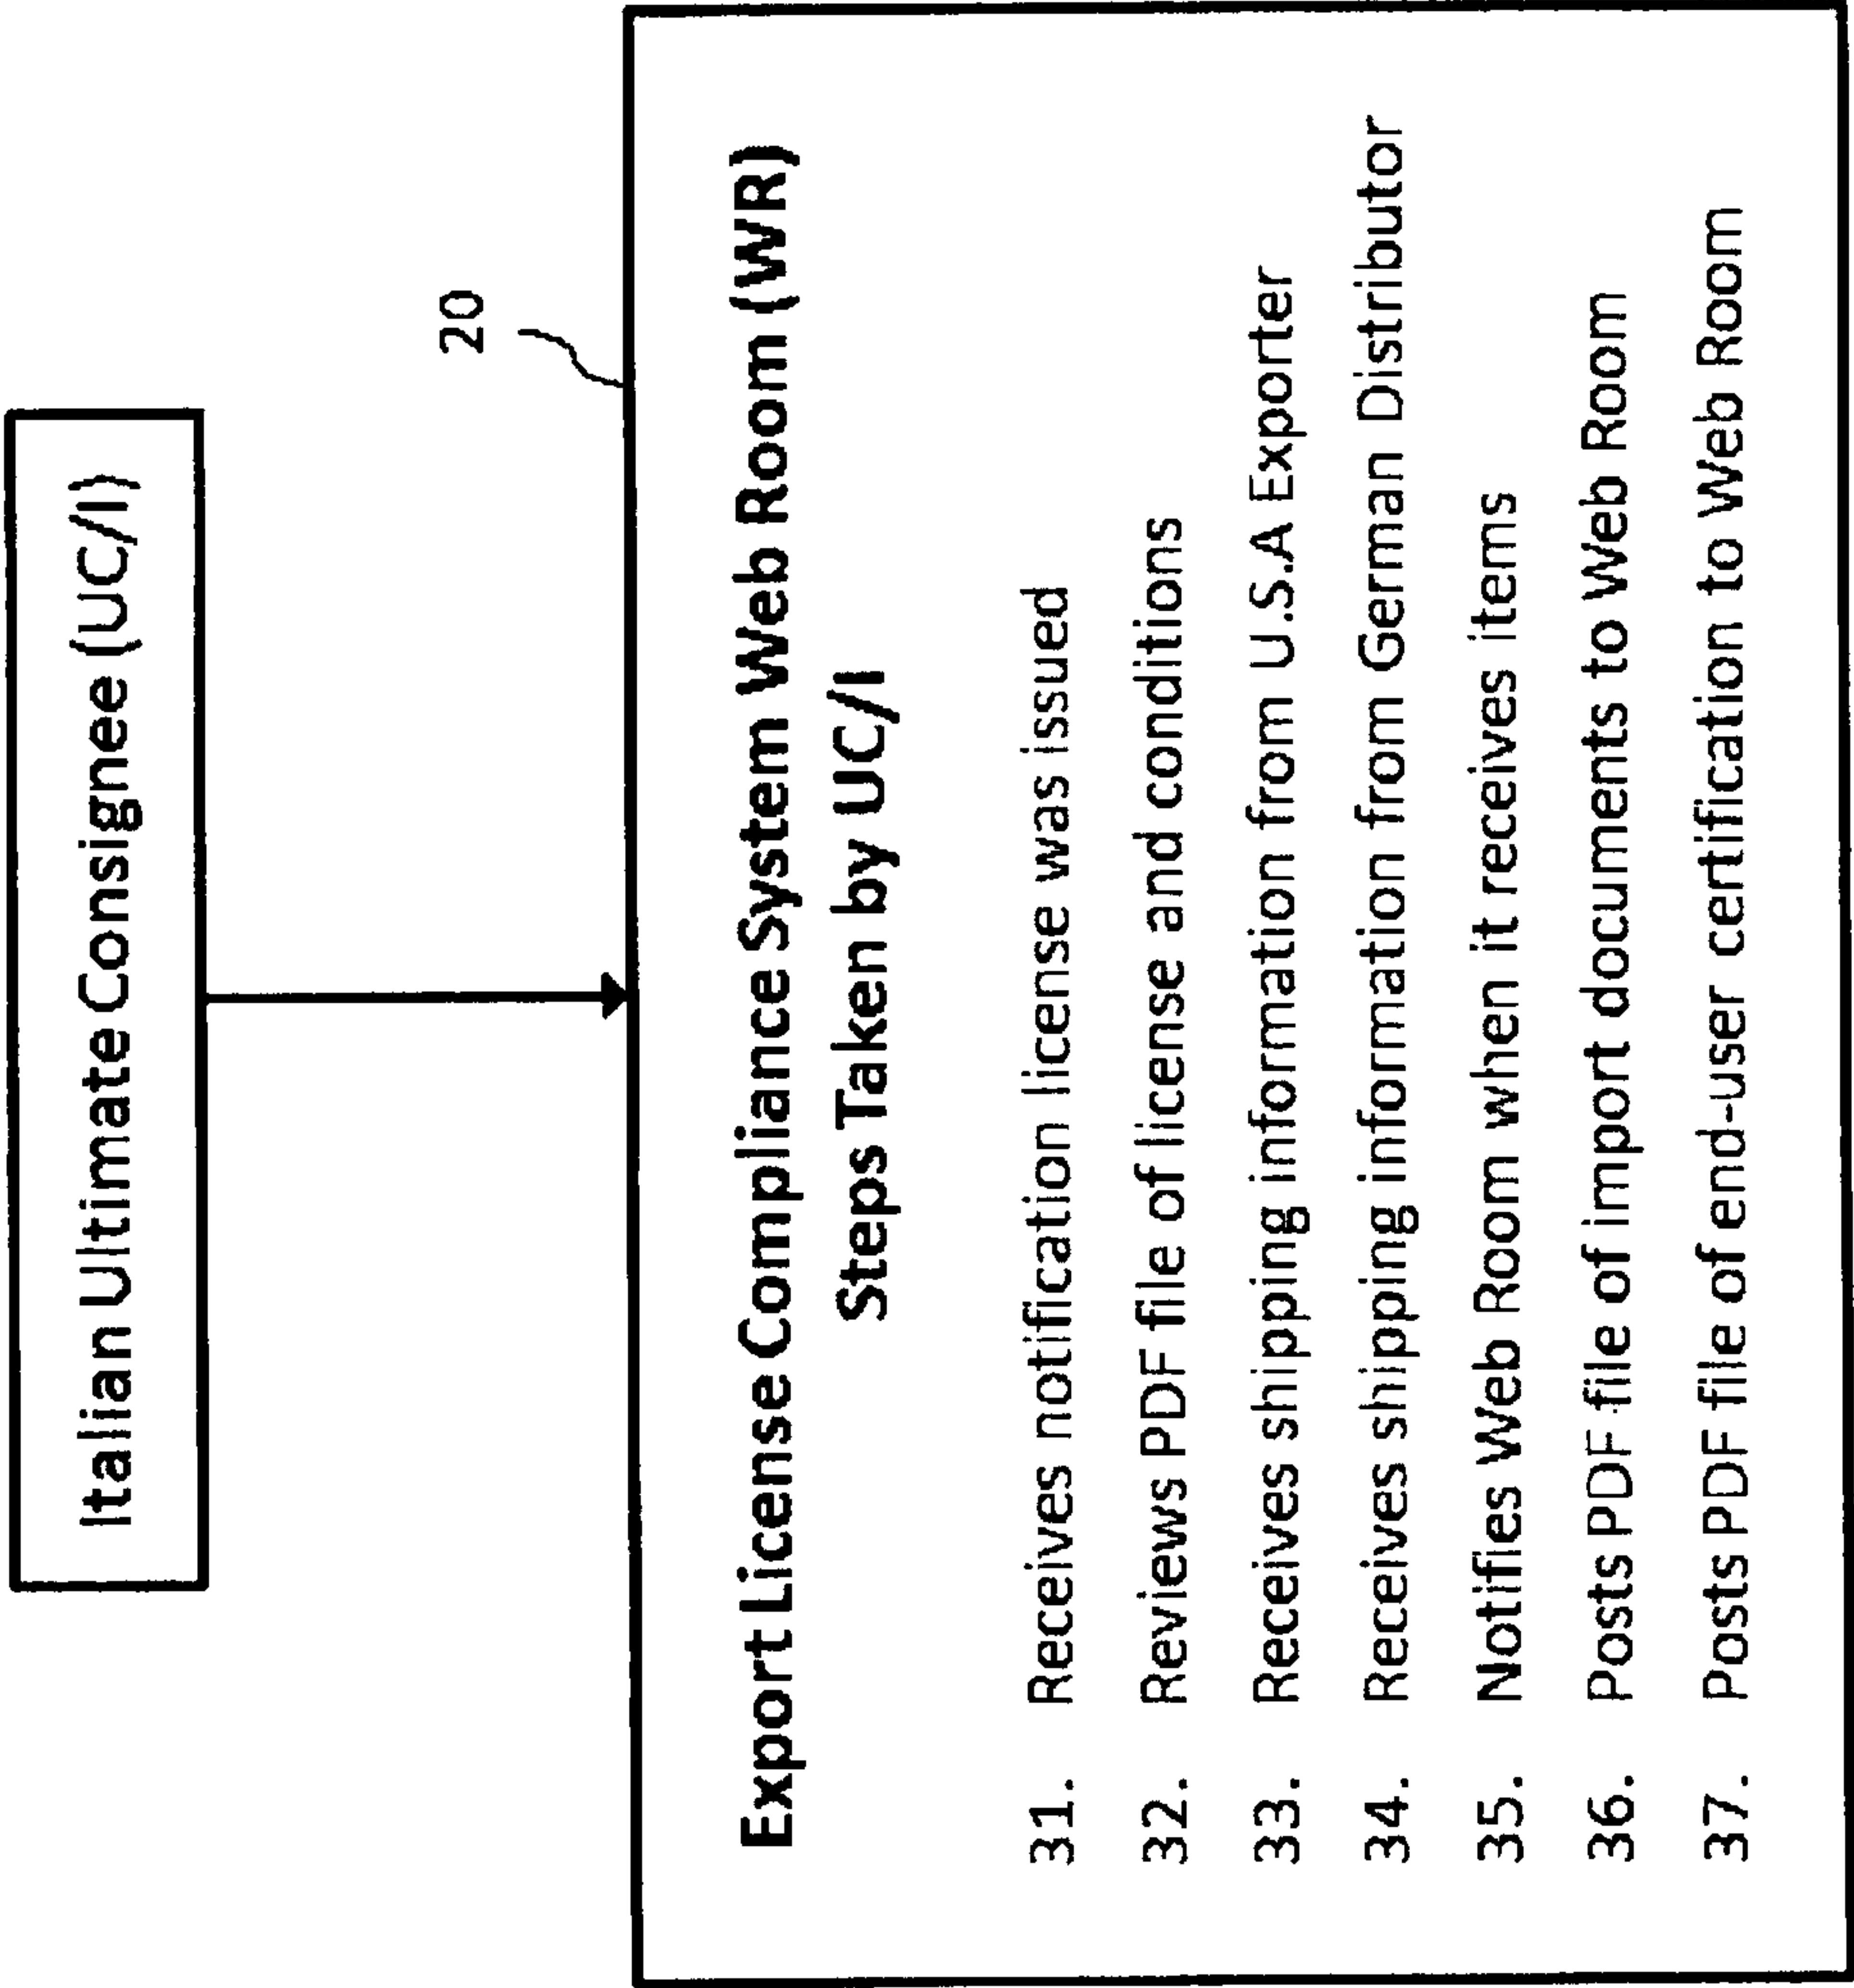 Italian Ultimate Consignee (UC/I)
20
Export License Compliance System Web Room (WR)
Steps Taken by UC/I
31. Receives notification license was issued
32. Reviews PDF file of license and conditions
33. Receives shipping information from U.S.A Exporter
34. Receives shipping information from German Distributor
35. Notifies Web Room when it receives items
36. Posts PDF file of import documents to Web Room
37. Posts PDF file of end-user certification to Web Room